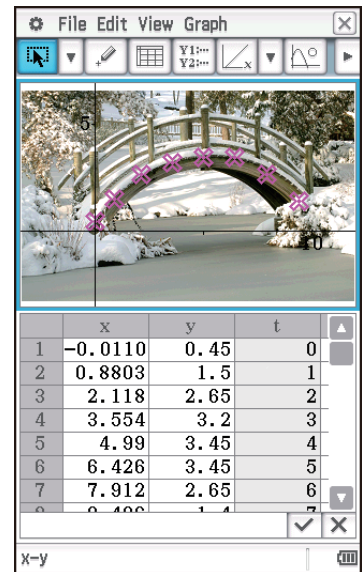 File Edit View Graph
Y1:...
Y2:...
x
5
10
x y t
1 -0.0110 0.45 0
2 0.8803 1.5 1
3 2.118 2.65 2
4 3.554 3.2 3
5 4.99 3.45 4
6 6.426 3.45 5
7 7.912 2.65 6
x-y